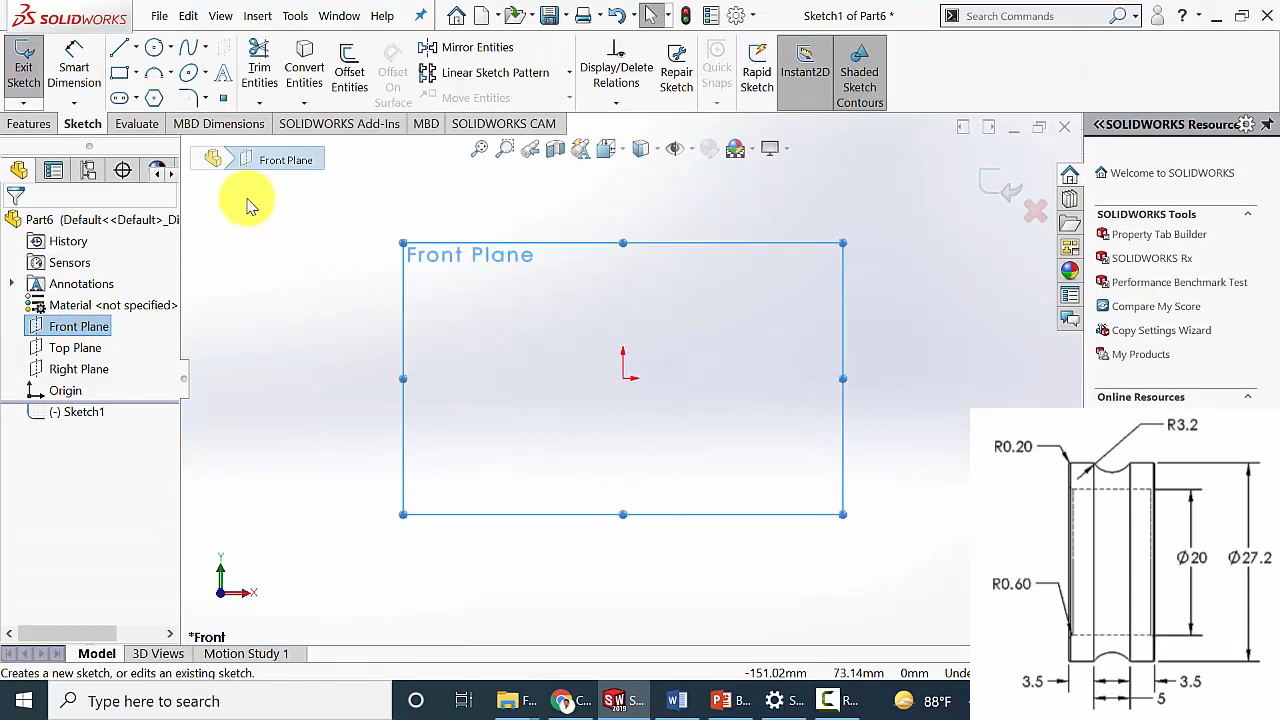 SOLIDWORKS File Edit View Insert Tools Window Help Sketch1 of Part6 * Search Commands ?
Exit Sketch Smart Dimension Trim Entities Convert Entities Offset Entities Offset On Surface Mirror Entities Linear Sketch Pattern Move Entities Display/Delete Relations Repair Sketch Quick Snaps Rapid Sketch Instant2D Shaded Sketch Contours
Features Sketch Evaluate MBD Dimensions SOLIDWORKS Add-Ins MBD SOLIDWORKS CAM
<<SOLIDWORKS Resource
Front Plane
Welcome to SOLIDWORKS
SOLIDWORKS Tools
Property Tab Builder
SOLIDWORKS Rx
Performance Benchmark Test
Compare My Score
Copy Settings Wizard
My Products
Online Resources
Part6 (Default<<Default>_Di
History
Sensors
Annotations
Material <not specified>
Front Plane
Top Plane
Right Plane
Origin
(-) Sketch1
Front Plane
Y
X
*Front
R3.2
R0.20
Ø20
Ø27.2
R0.60
3.5
3.5
5
Model 3D Views Motion Study 1
Creates a new sketch, or edits an existing sketch. -151.02mm 73.14mm 0mm Unde
Type here to search F... C... S... B... S... R... 88°F